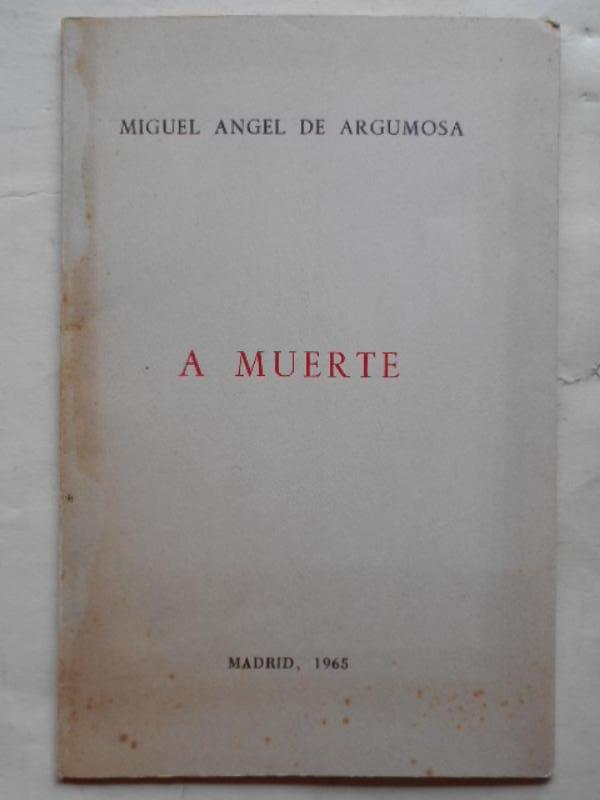 MIGUEL ANGEL DE ARGUMOSA
A MUERTE
MADRID, 1965